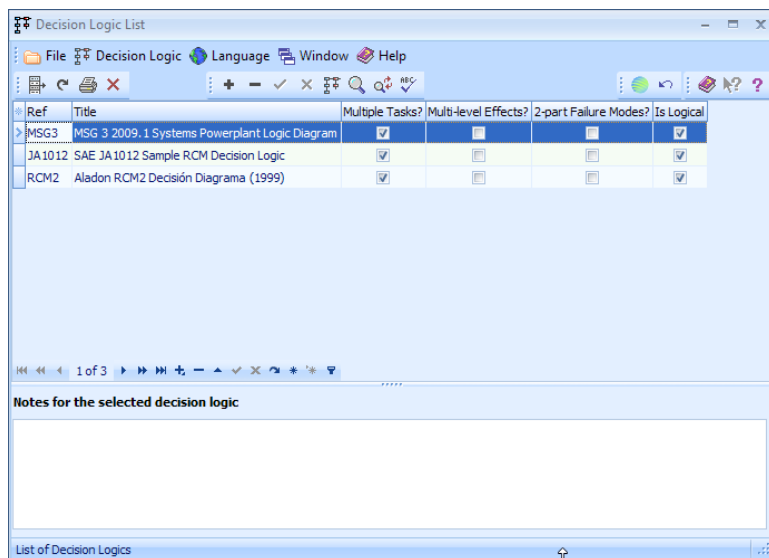 Decision Logic List
File Decision Logic Language Window Help
ABC
Ref Title Multiple Tasks? Multi-level Effects? 2-part Failure Modes? Is Logical
MSG3 MSG 3 2009.1 Systems Powerplant Logic Diagram
JA1012 SAE JA1012 Sample RCM Decision Logic
RCM2 Aladon RCM2 Decisión Diagrama (1999)
1 of 3
Notes for the selected decision logic
List of Decision Logics